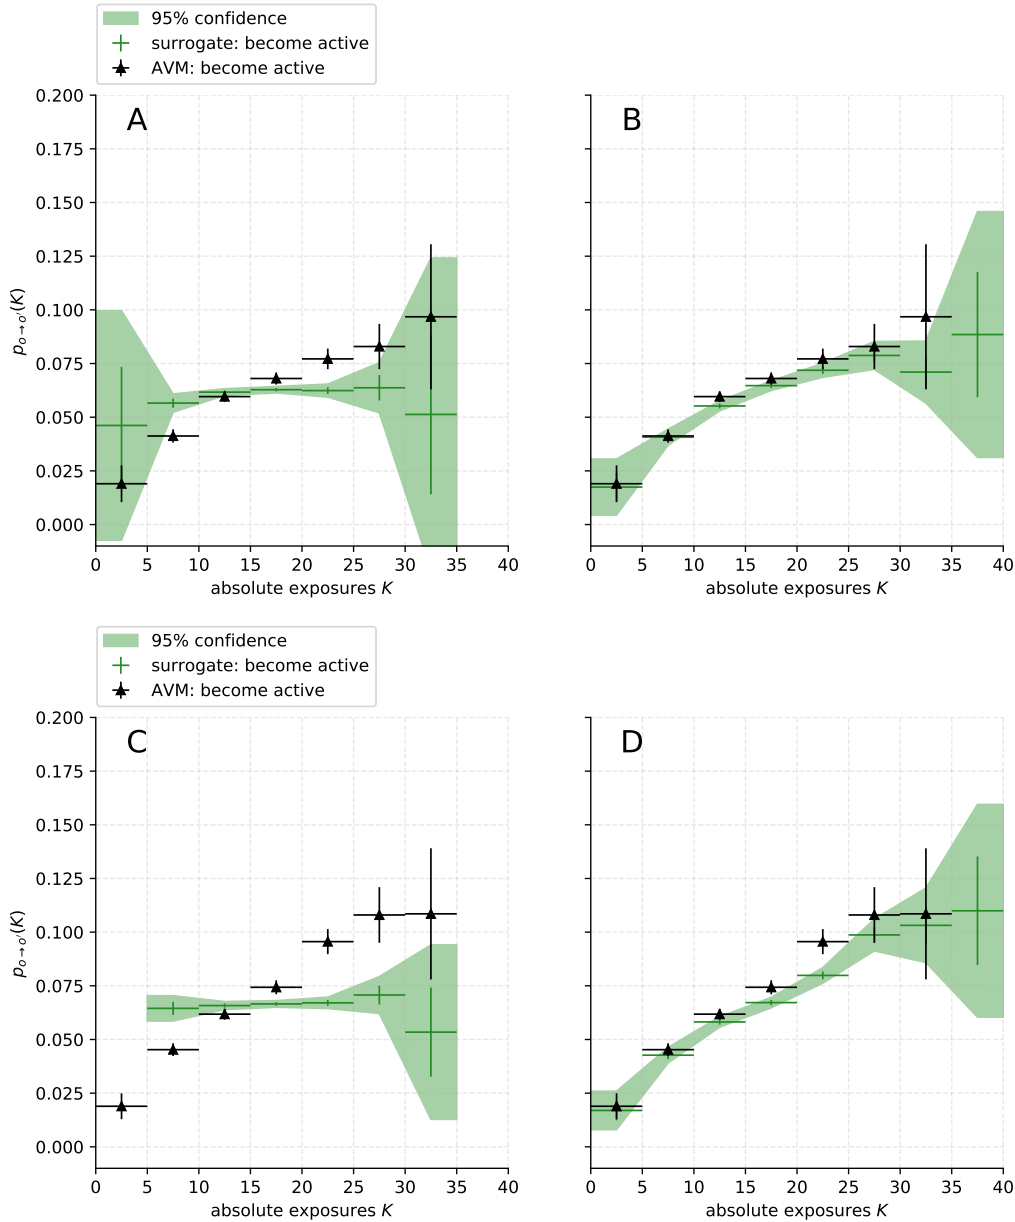 95% confidence
surrogate: become active
AVM: become active
A
B
0.200
0.175
0.150
0.125
0.100
0.075
0.050
0.025
0.000
p_{o→o'}(K)
0 5 10 15 20 25 30 35 40
0 5 10 15 20 25 30 35 40
absolute exposures K
absolute exposures K
95% confidence
surrogate: become active
AVM: become active
C
D
0.200
0.175
0.150
0.125
0.100
0.075
0.050
0.025
0.000
p_{o→o'}(K)
0 5 10 15 20 25 30 35 40
0 5 10 15 20 25 30 35 40
absolute exposures K
absolute exposures K